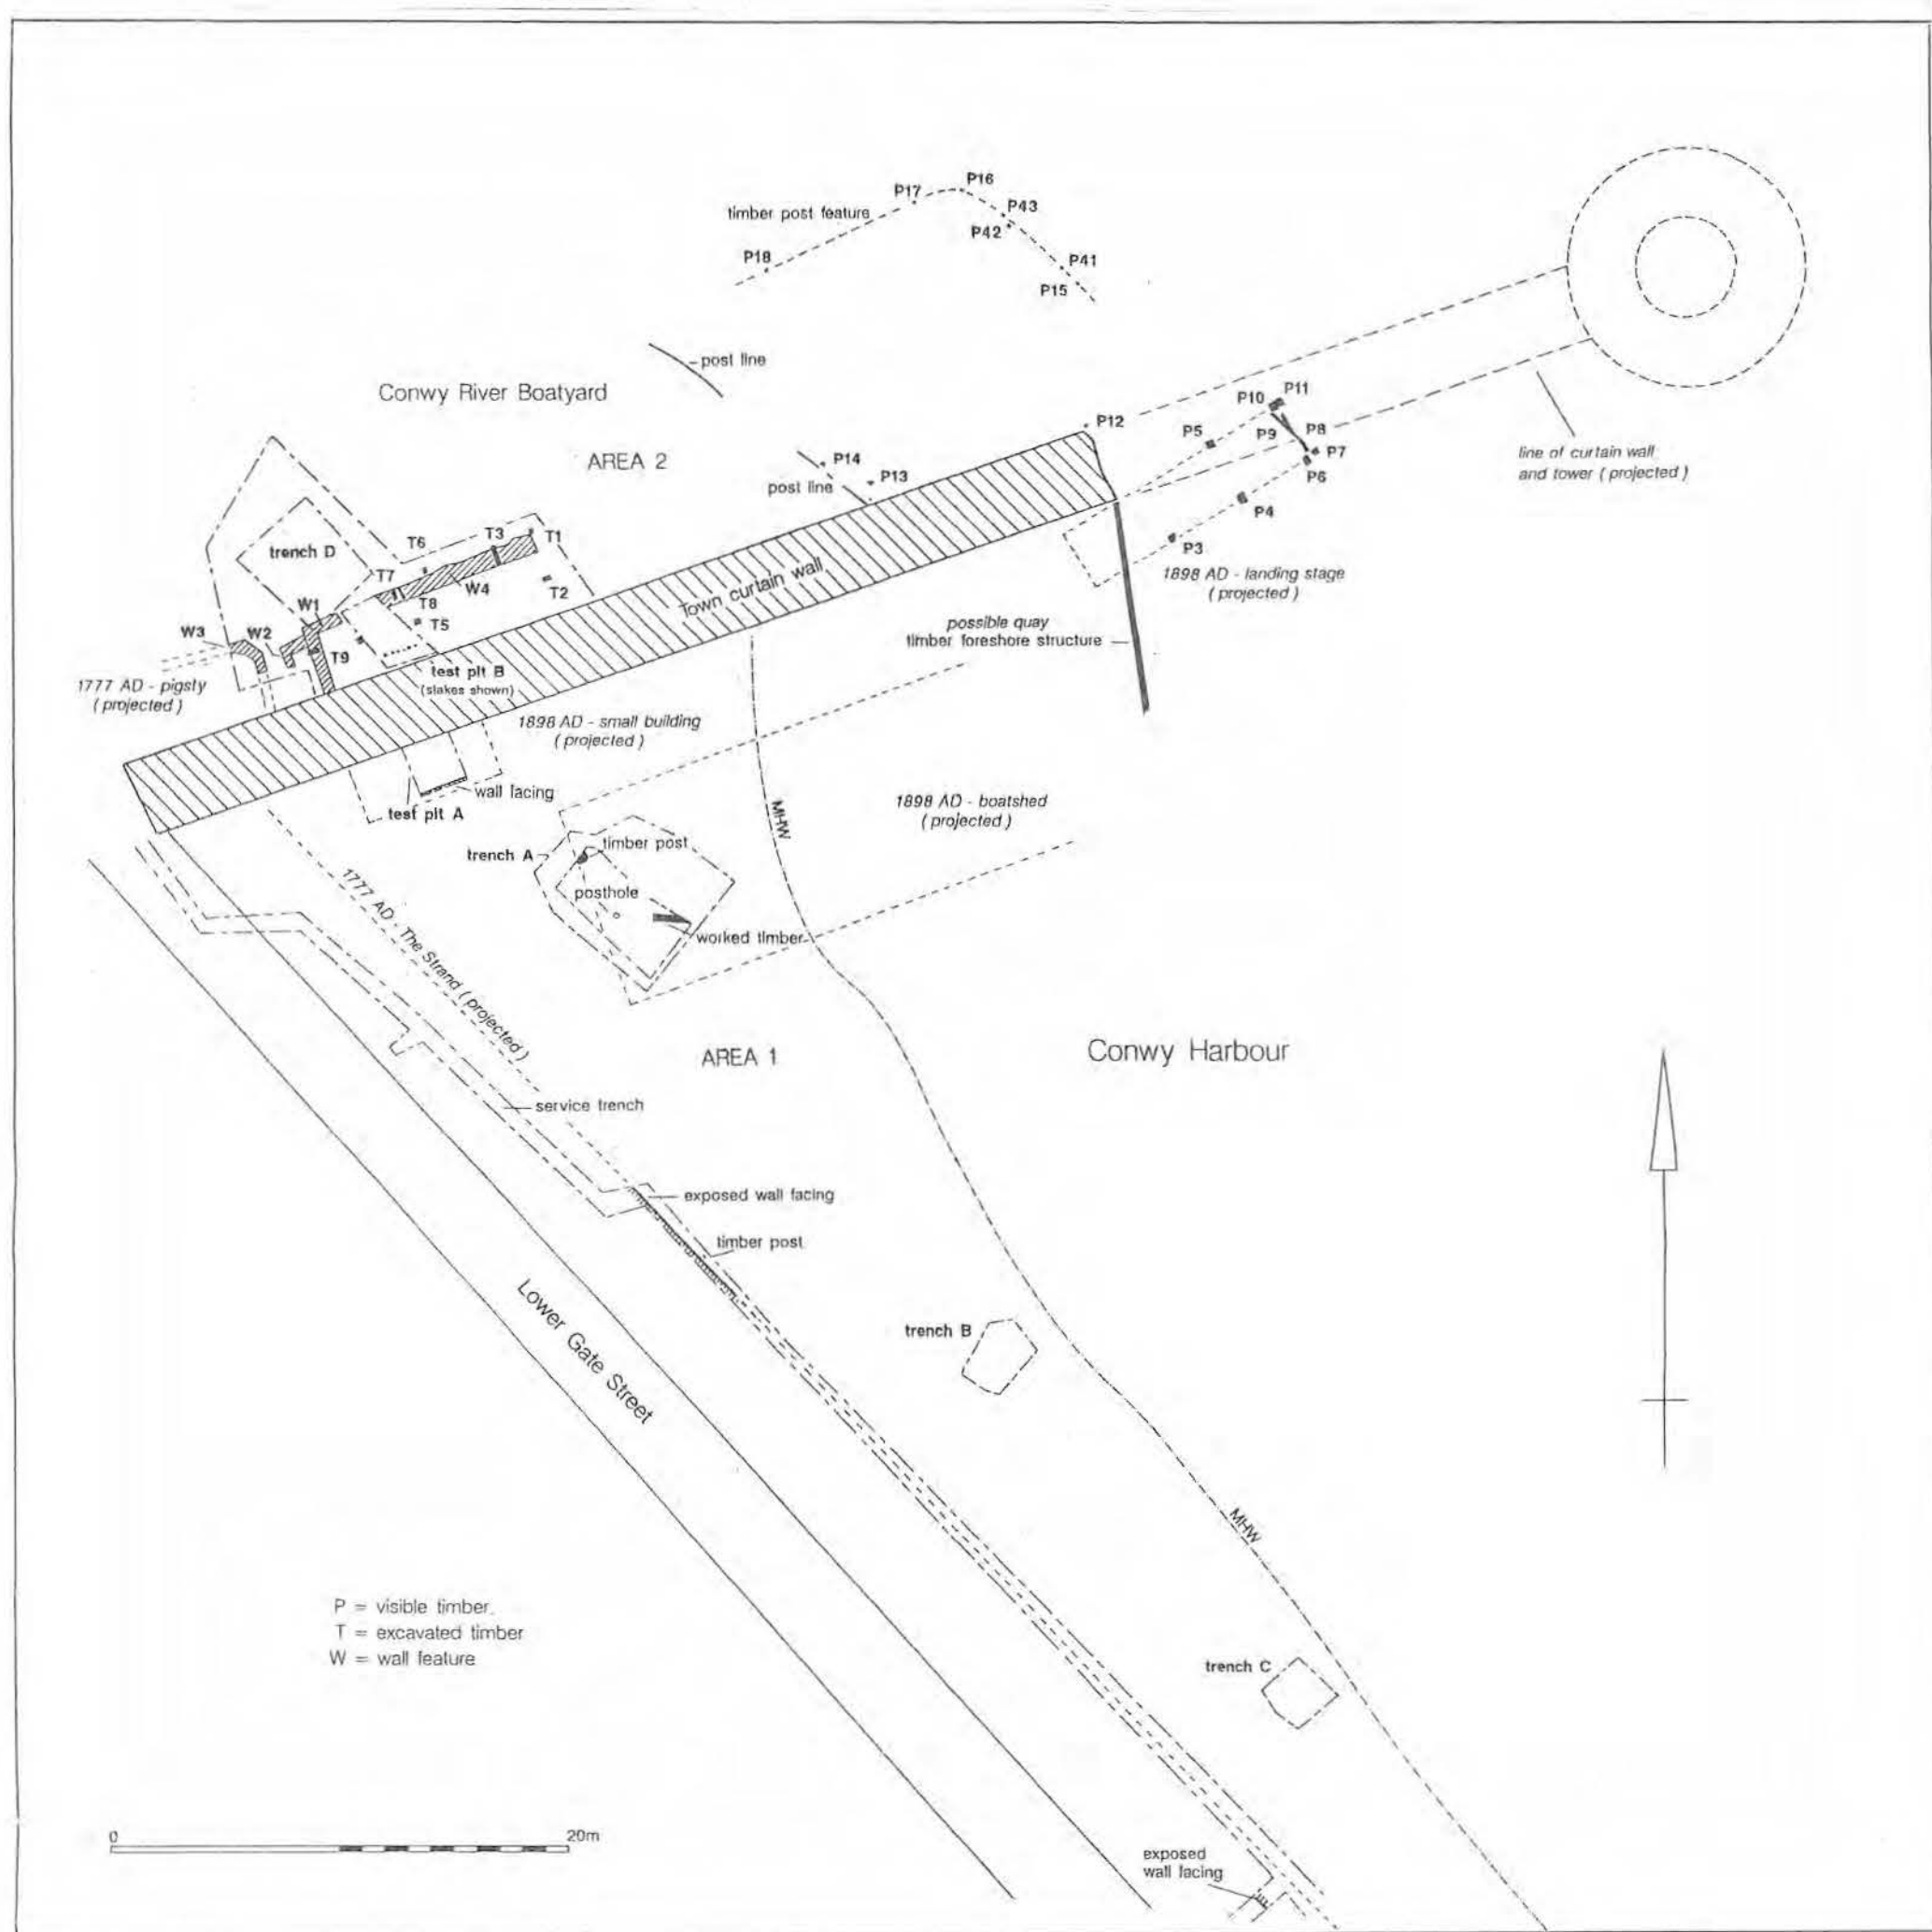 P17
P16
timber post feature
P43
P42
P18
P41
P15
post line
Conwy River Boatyard
P10
P11
P12
P5
P9
P8
P7
P6
AREA 2
P14
post line
P13
line of curtain wall
and tower ( projected )
P4
P3
1898 AD - landing stage
( projected )
T6
T3
T1
trench D
T7
W4
T2
T8
W1
T5
W3
W2
T9
Town curtain wall
test pit B
(stakes shown)
possible quay
timber foreshore structure
1777 AD - pigsty
( projected )
1898 AD - small building
( projected )
wall facing
test pit A
MHW
1898 AD - boatshed
( projected )
trench A
timber post
posthole
worked timber
1777 AD - The Strand ( projected )
AREA 1
Conwy Harbour
service trench
exposed wall facing
timber post
Lower Gate Street
trench B
MHW
P = visible timber
T = excavated timber
W = wall feature
trench C
0
20m
exposed
wall facing